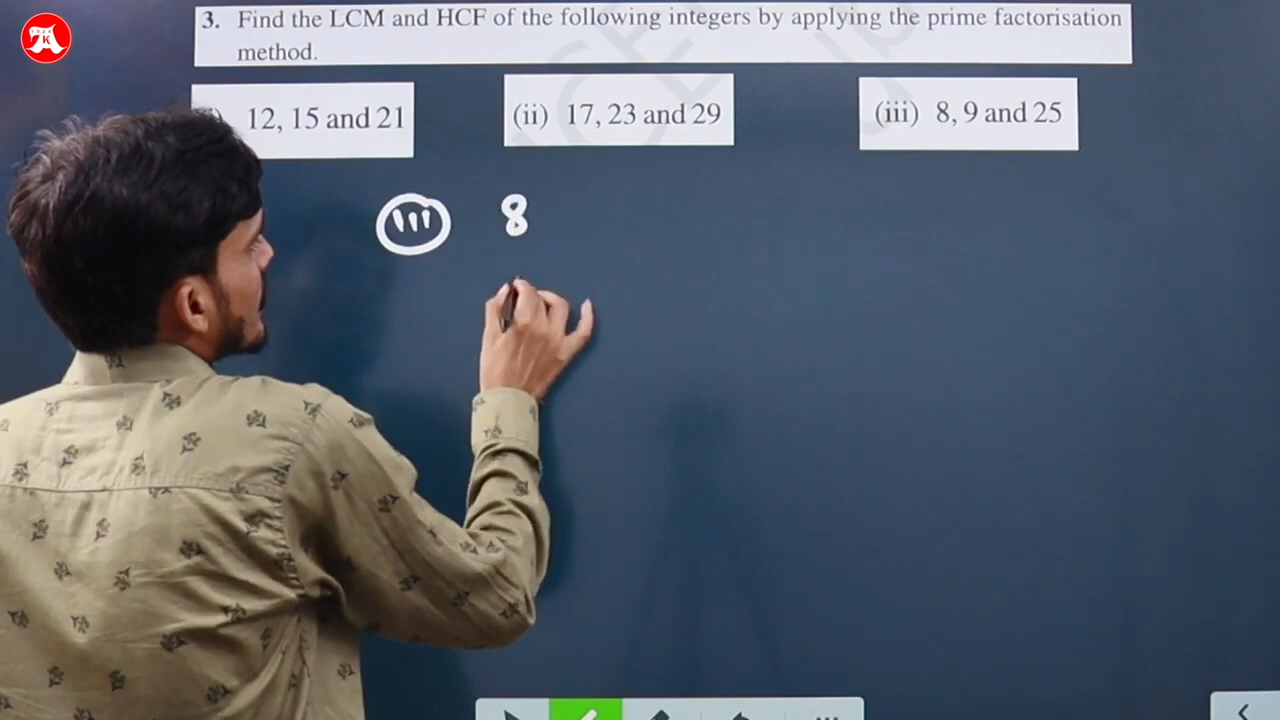 3. Find the LCM and HCF of the following integers by applying the prime factorisation
method.
12, 15 and 21
(ii) 17, 23 and 29
(iii) 8, 9 and 25
iii 8